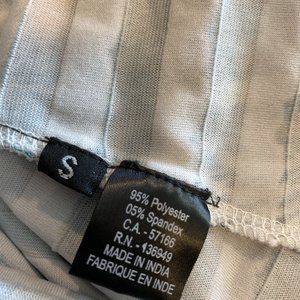 S
95% Polyester
05% Spandex
C.A. - 57166
R.N. - 136949
MADE IN INDIA
FABRIQUE EN INDE